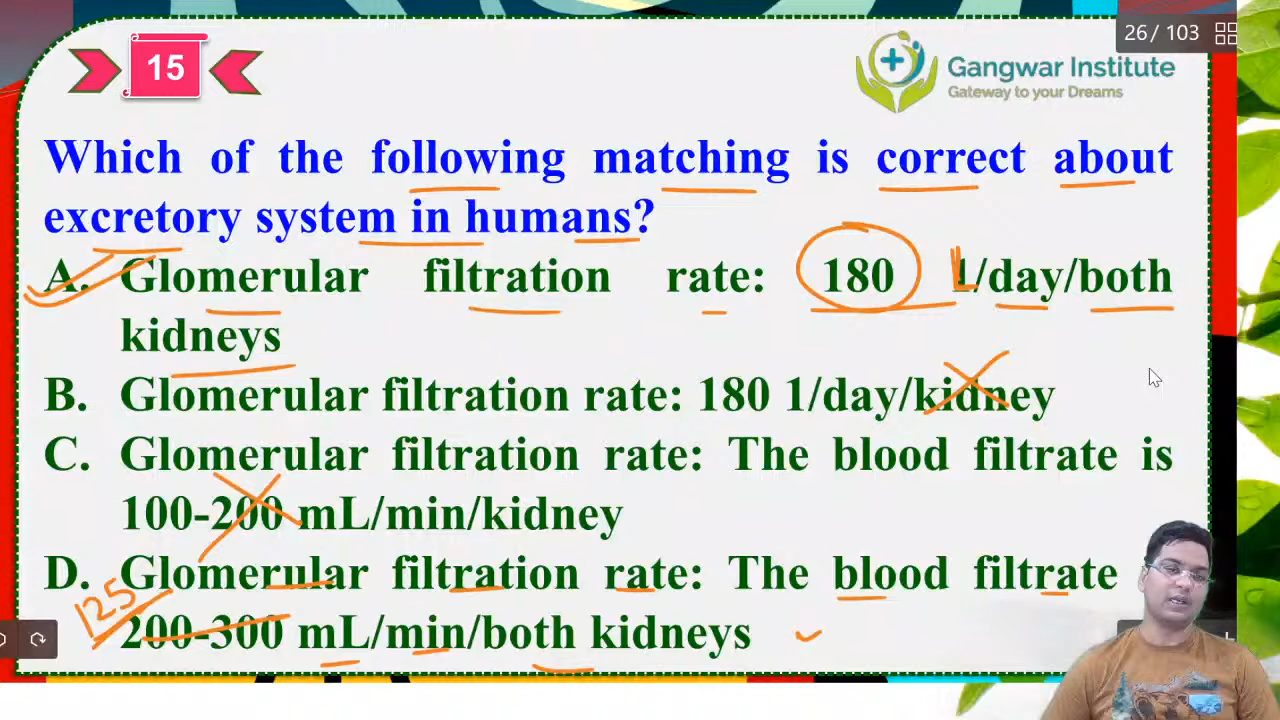 26 / 103
15
Gangwar Institute
Gateway to your Dreams
Which of the following matching is correct about
excretory system in humans?
A. Glomerular filtration rate: 180 l/day/both
kidneys
B. Glomerular filtration rate: 180 1/day/kidney
C. Glomerular filtration rate: The blood filtrate is
100-200 mL/min/kidney
D. Glomerular filtration rate: The blood filtrate
125
200-300 mL/min/both kidneys